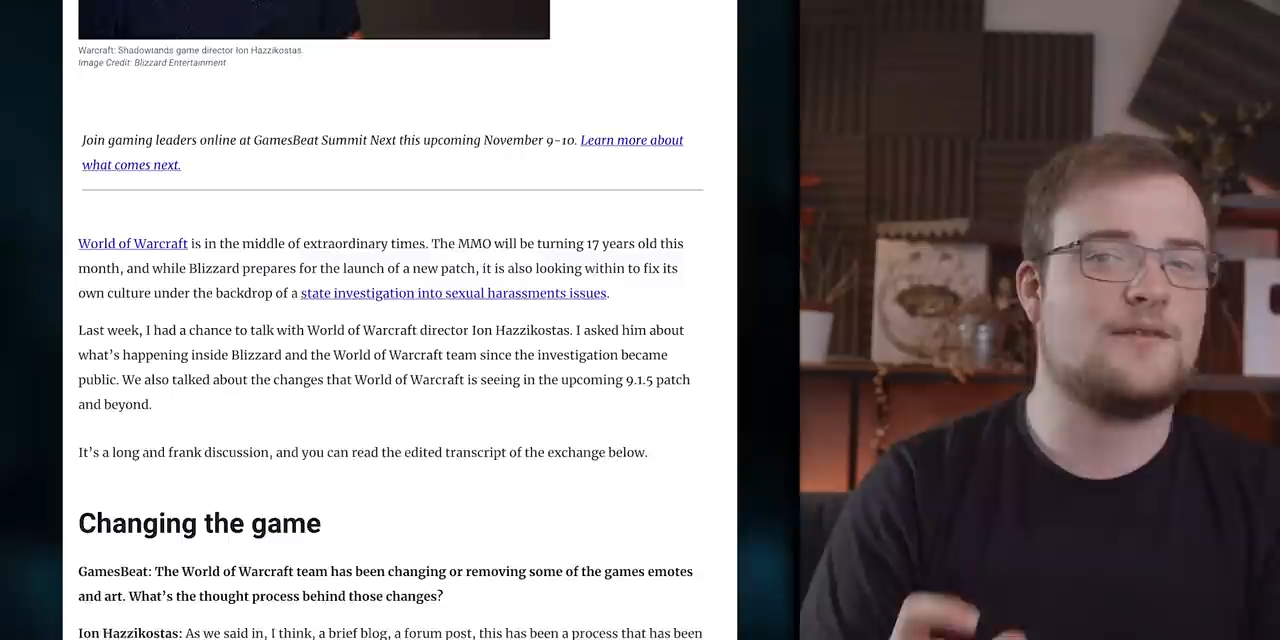 Warcraft: Shadowlands game director Ion Hazzikostas
Image Credit: Blizzard Entertainment
Join gaming leaders online at GamesBeat Summit Next this upcoming November 9-10. Learn more about
what comes next.
World of Warcraft is in the middle of extraordinary times. The MMO will be turning 17 years old this
month, and while Blizzard prepares for the launch of a new patch, it is also looking within to fix its
own culture under the backdrop of a state investigation into sexual harassments issues.
Last week, I had a chance to talk with World of Warcraft director Ion Hazzikostas. I asked him about
what’s happening inside Blizzard and the World of Warcraft team since the investigation became
public. We also talked about the changes that World of Warcraft is seeing in the upcoming 9.1.5 patch
and beyond.
It’s a long and frank discussion, and you can read the edited transcript of the exchange below.
Changing the game
GamesBeat: The World of Warcraft team has been changing or removing some of the games emotes
and art. What’s the thought process behind those changes?
Ion Hazzikostas: As we said in, I think, a brief blog, a forum post, this has been a process that has been